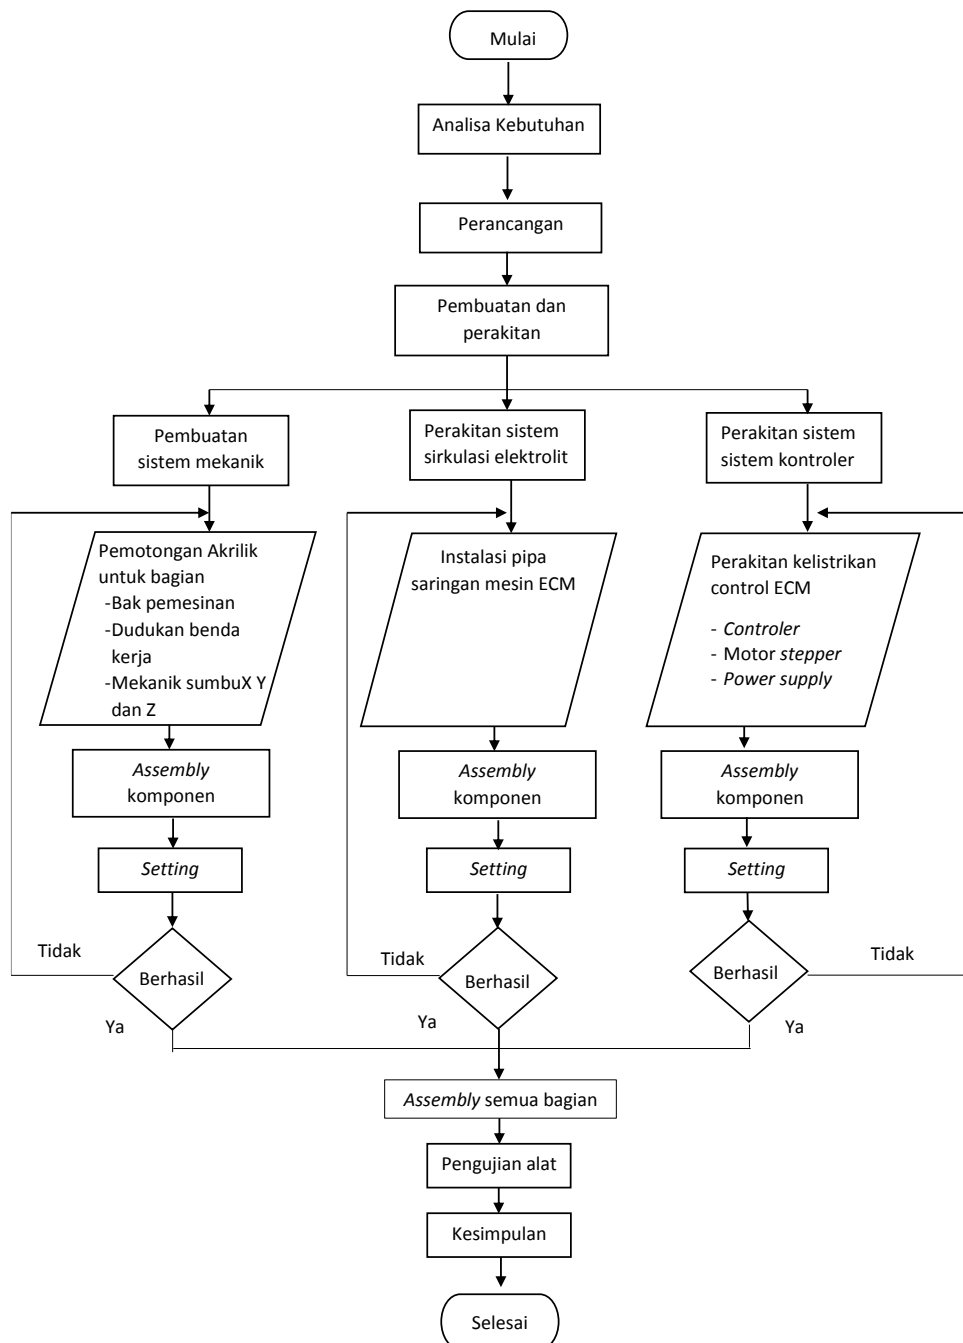 Mulai
Analisa Kebutuhan
Perancangan
Pembuatan dan
perakitan
Pembuatan
sistem mekanik
Pemotongan Akrilik
untuk bagian
-Bak pemesinan
-Dudukan benda
kerja
-Mekanik sumbuX Y
dan Z
Assembly
komponen
Setting
Berhasil
Tidak
Ya
Perakitan sistem
sirkulasi elektrolit
Instalasi pipa
saringan mesin ECM
Assembly
komponen
Setting
Berhasil
Tidak
Ya
Perakitan sistem
sistem kontroler
Perakitan kelistrikan
control ECM
- Controler
- Motor stepper
- Power supply
Assembly
komponen
Setting
Berhasil
Tidak
Ya
Assembly semua bagian
Pengujian alat
Kesimpulan
Selesai